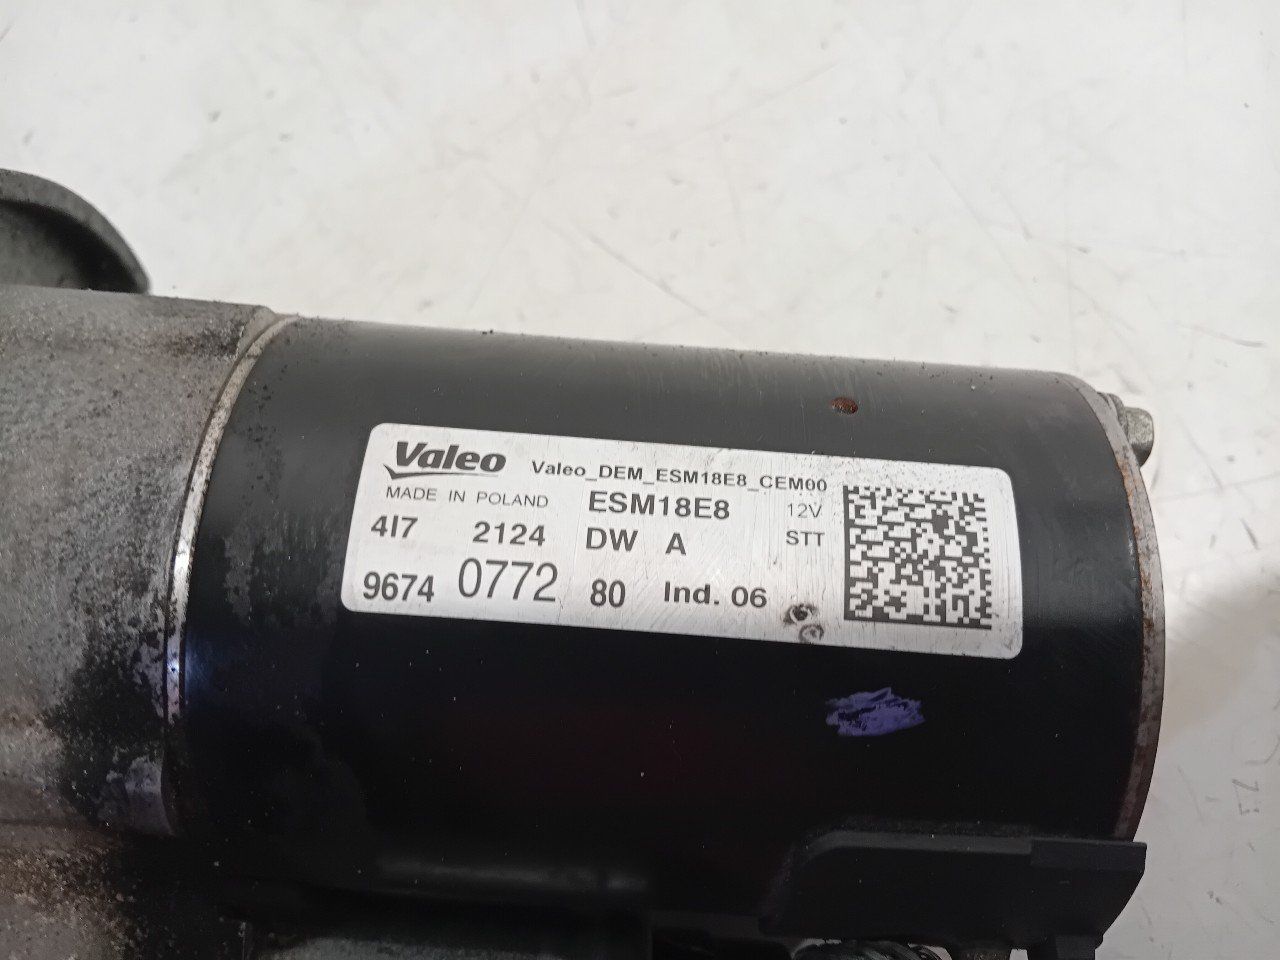 Valeo Valeo_DEM_ESM18E8_CEM00
MADE IN POLAND ESM18E8 12V
4I7 2124 DW A STT
9674 0772 80 Ind. 06